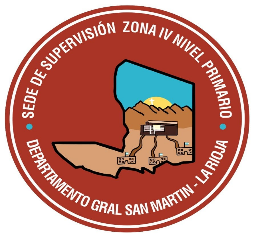 SEDE DE SUPERVISIÓN ZONA IV NIVEL PRIMARIO
DEPARTAMENTO GRAL SAN MARTIN - LA RIOJA